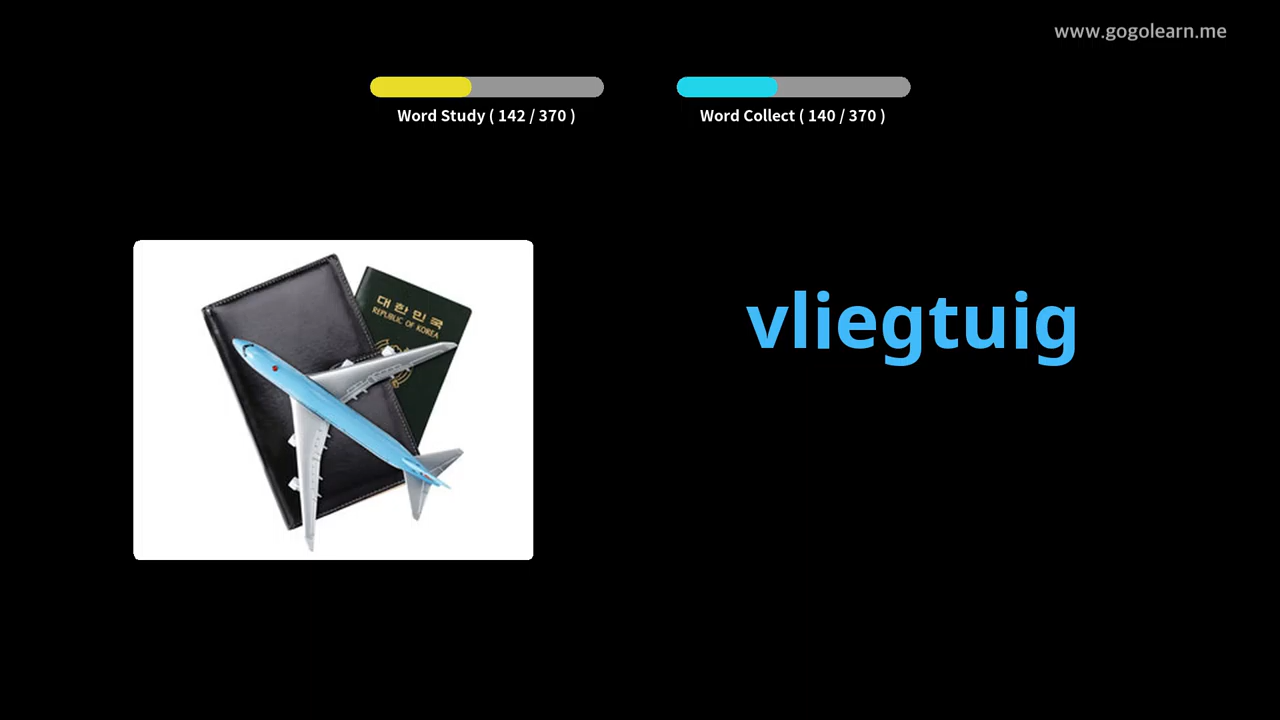 www.gogolearn.me
Word Study ( 142 / 370 )
Word Collect ( 140 / 370 )
대한민국
REPUBLIC OF KOREA
vliegtuig